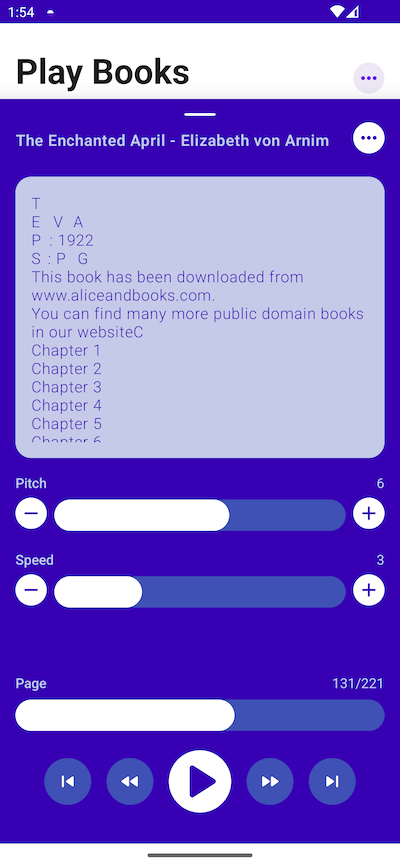 1:54
Play Books
The Enchanted April - Elizabeth von Arnim
T
E V A
P : 1922
S : P G
This book has been downloaded from
www.aliceandbooks.com.
You can find many more public domain books
in our websiteC
Chapter 1
Chapter 2
Chapter 3
Chapter 4
Chapter 5
Chapter 6
Pitch 6
Speed 3
Page 131/221